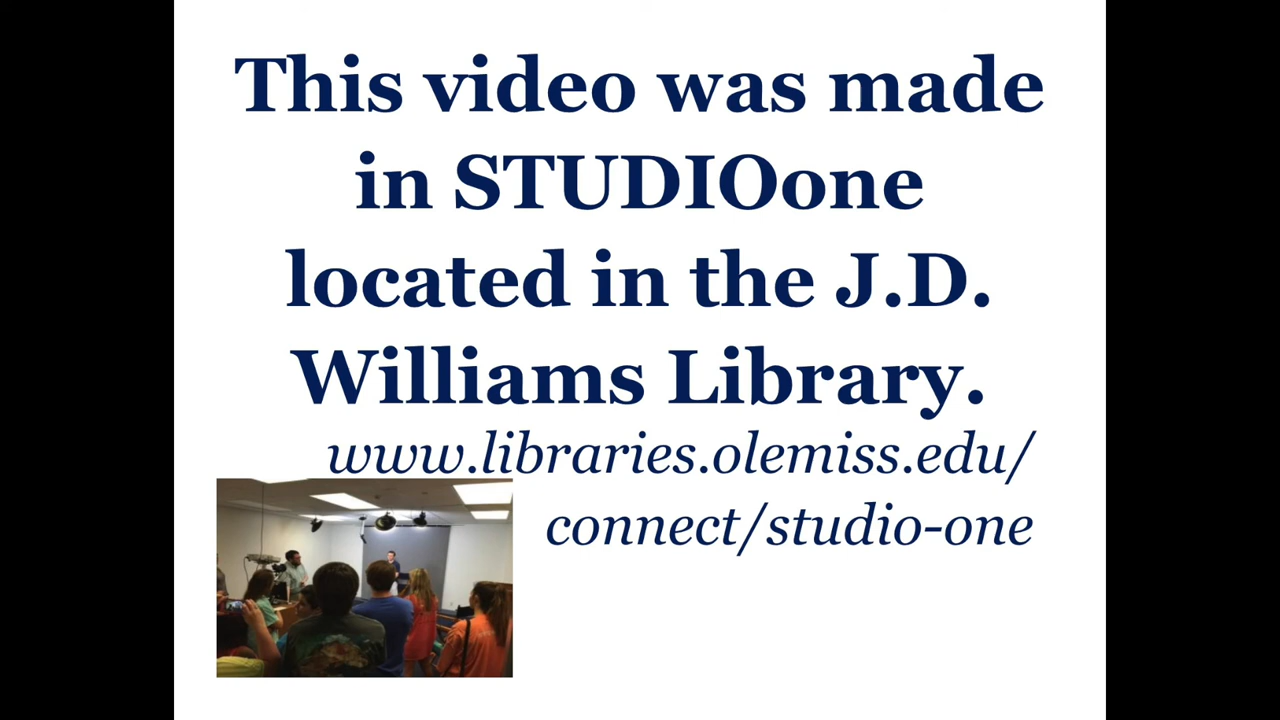 This video was made
in STUDIOone
located in the J.D.
Williams Library.
www.libraries.olemiss.edu/
connect/studio-one